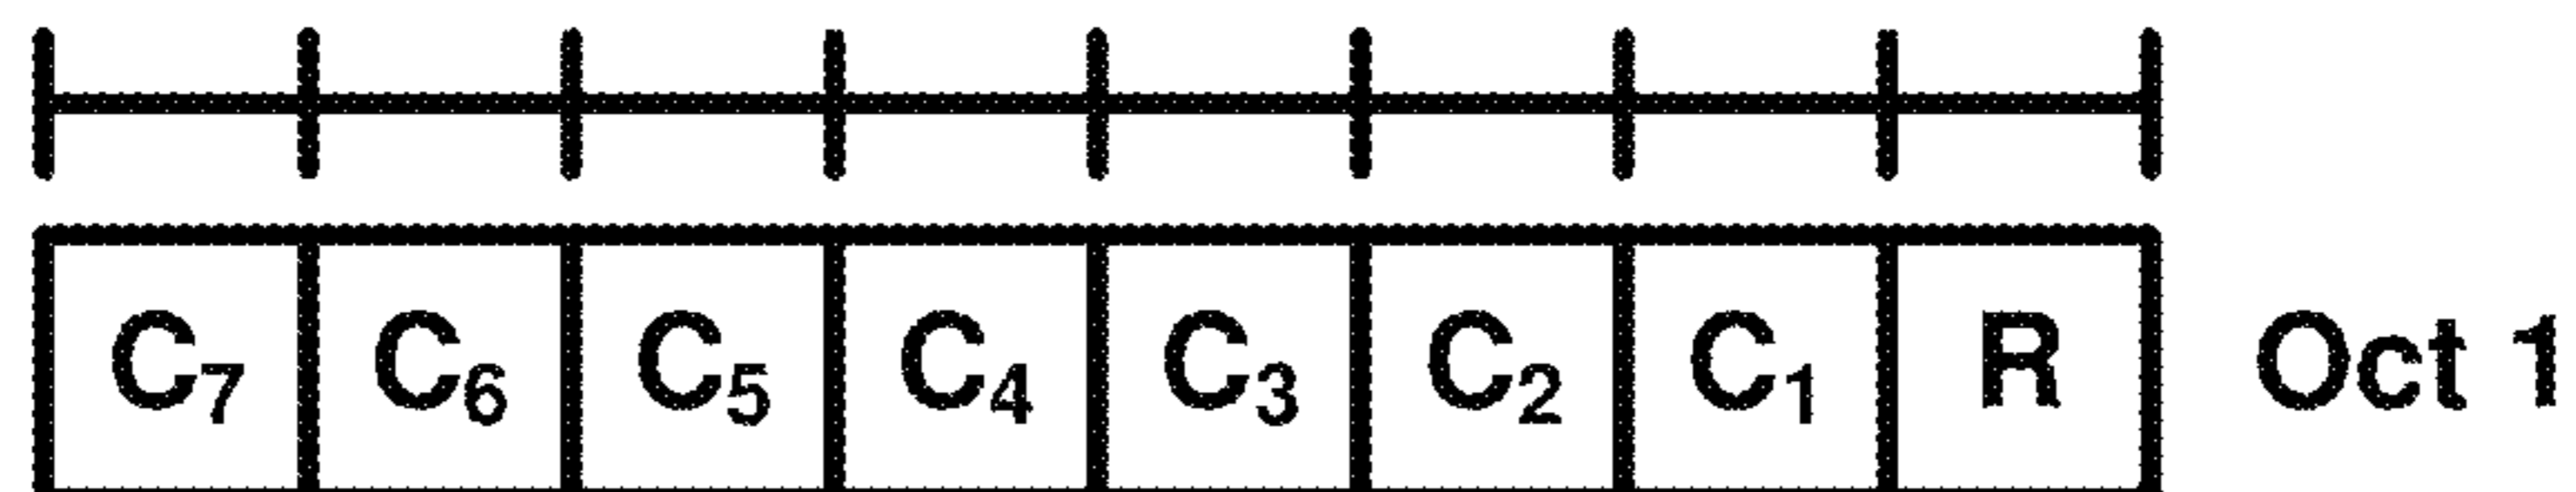 C₇ C₆ C₅ C₄ C₃ C₂ C₁ R Oct 1